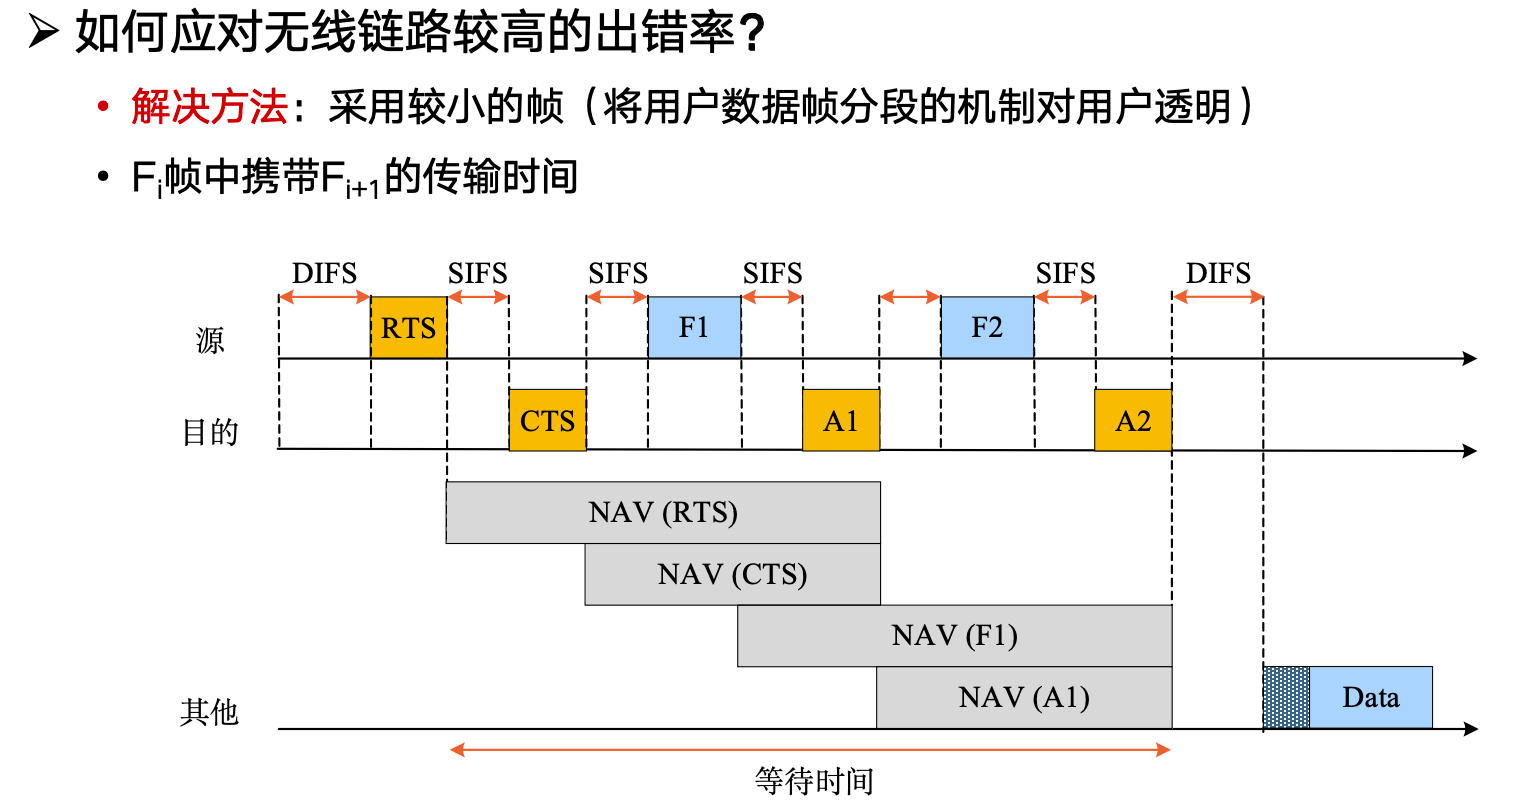 ➢ 如何应对无线链路较高的出错率？
• 解决方法：采用较小的帧（将用户数据帧分段的机制对用户透明）
• Fi帧中携带Fi+1的传输时间
DIFS SIFS SIFS SIFS SIFS DIFS
源 RTS F1 F2
目的 CTS A1 A2
NAV (RTS)
NAV (CTS)
NAV (F1)
其他 NAV (A1) Data
等待时间